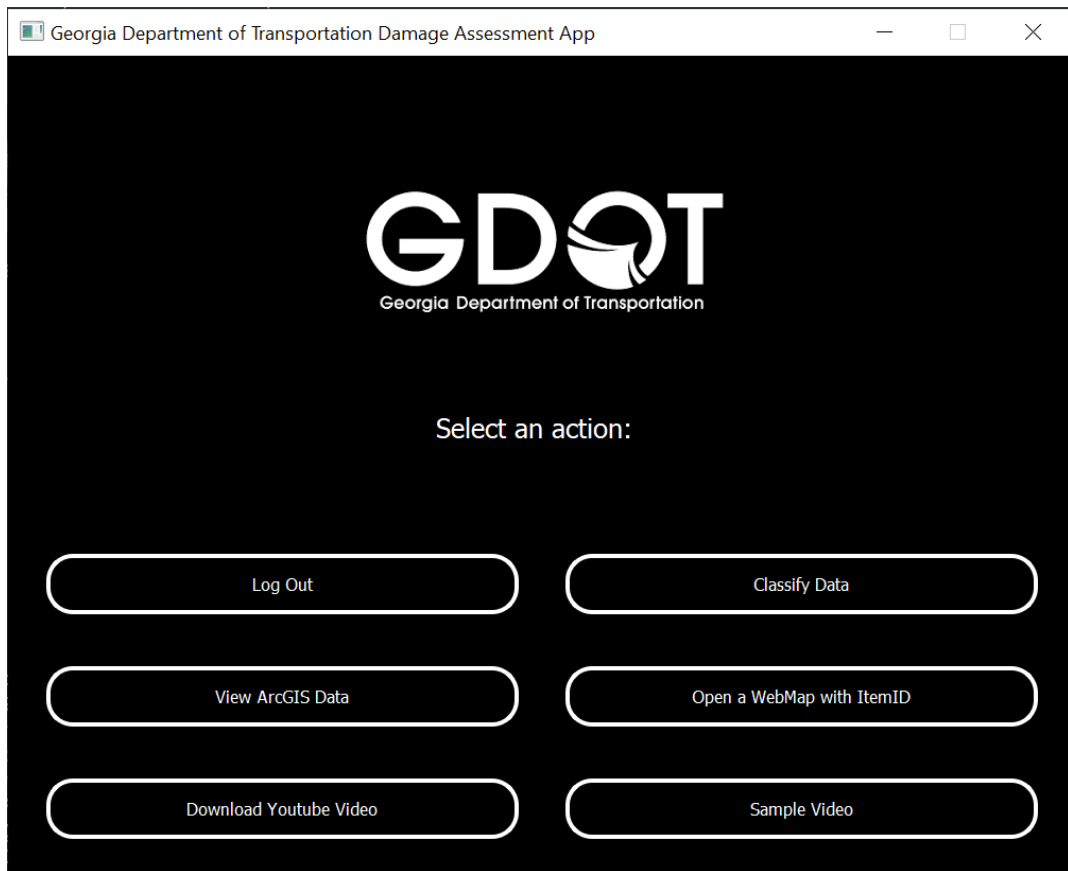 Georgia Department of Transportation Damage Assessment App
GDOT
Georgia Department of Transportation
Select an action:
Log Out
Classify Data
View ArcGIS Data
Open a WebMap with ItemID
Download Youtube Video
Sample Video